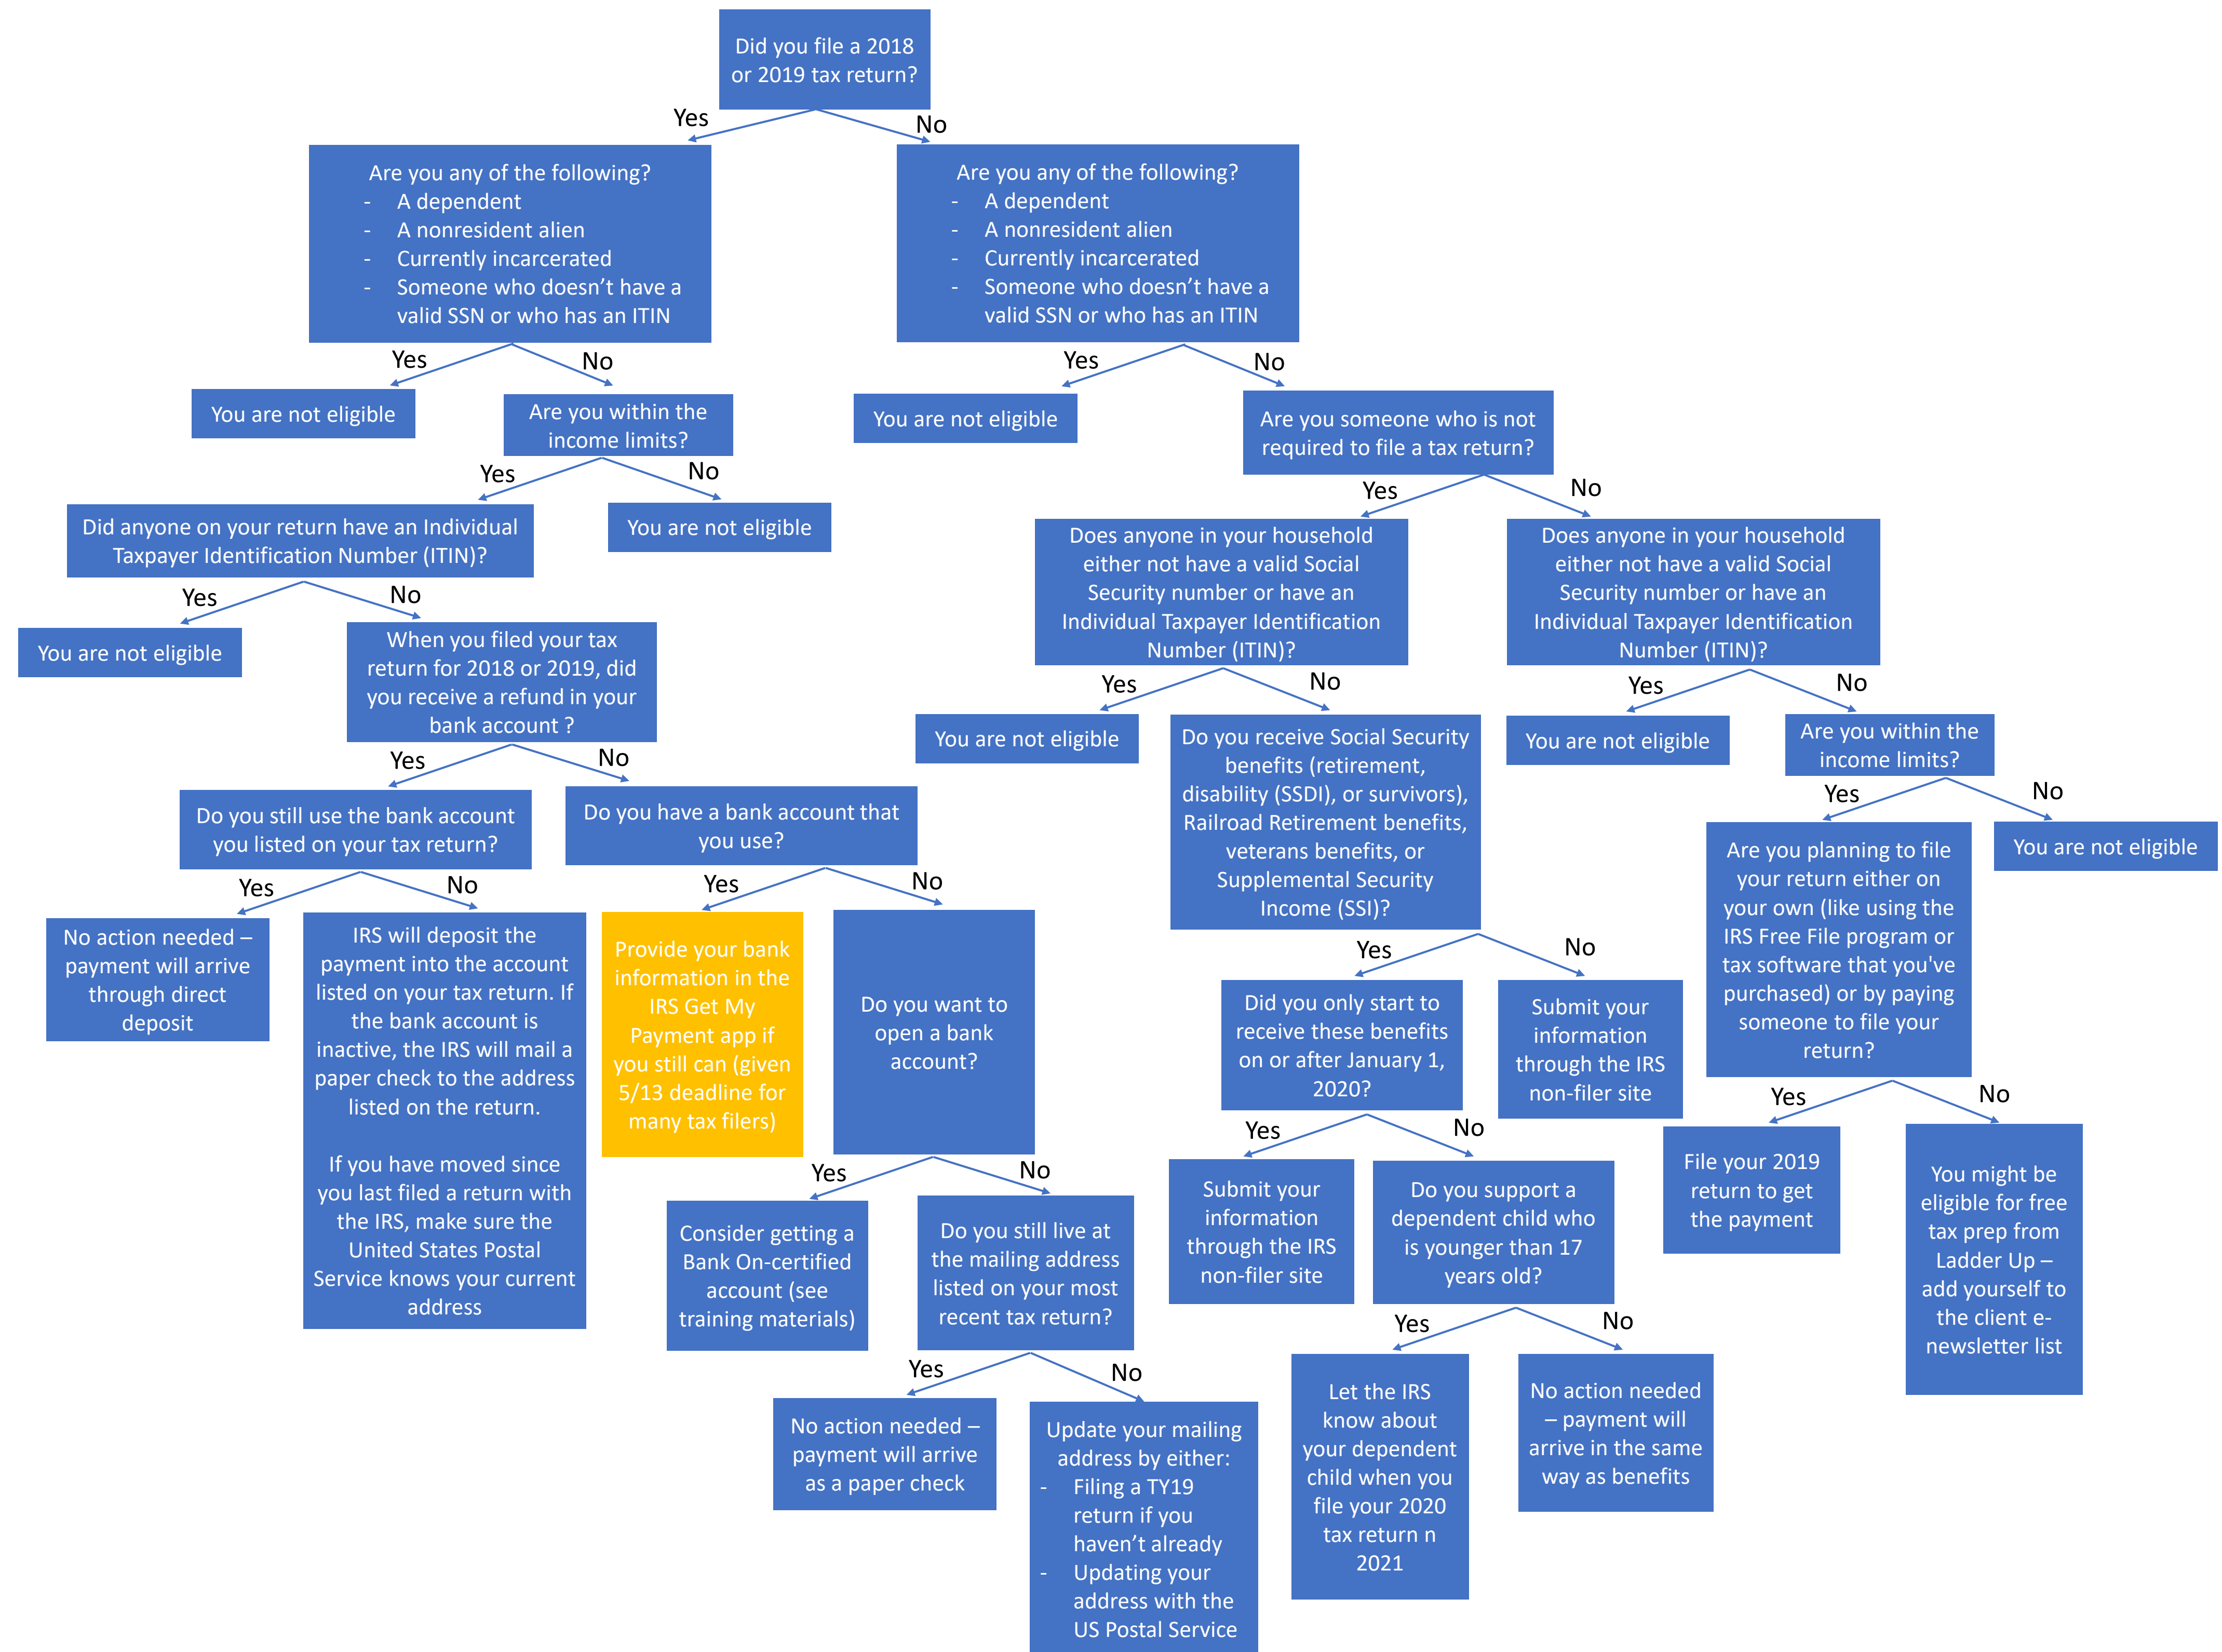 Did you file a 2018
or 2019 tax return?
Yes
No
Are you any of the following?
- A dependent
- A nonresident alien
- Currently incarcerated
- Someone who doesn't have a
valid SSN or who has an ITIN
Are you any of the following?
- A dependent
- A nonresident alien
- Currently incarcerated
- Someone who doesn't have a
valid SSN or who has an ITIN
Yes
No
Yes
No
You are not eligible
Are you within the
income limits?
You are not eligible
Are you someone who is not
required to file a tax return?
Yes
No
Yes
No
Did anyone on your return have an Individual
Taxpayer Identification Number (ITIN)?
You are not eligible
Does anyone in your household
either not have a valid Social
Security number or have an
Individual Taxpayer Identification
Number (ITIN)?
Does anyone in your household
either not have a valid Social
Security number or have an
Individual Taxpayer Identification
Number (ITIN)?
Yes
No
You are not eligible
When you filed your tax
return for 2018 or 2019, did
you receive a refund in your
bank account ?
Yes
No
Yes
No
You are not eligible
Do you receive Social Security
benefits (retirement,
disability (SSDI), or survivors),
Railroad Retirement benefits,
veterans benefits, or
Supplemental Security
Income (SSI)?
You are not eligible
Are you within the
income limits?
Yes
No
Yes
No
Do you still use the bank account
you listed on your tax return?
Do you have a bank account that
you use?
Are you planning to file
your return either on
your own (like using the
IRS Free File program or
tax software that you've
purchased) or by paying
someone to file your
return?
You are not eligible
Yes
No
Yes
No
No action needed –
payment will arrive
through direct
deposit
IRS will deposit the
payment into the account
listed on your tax return. If
the bank account is
inactive, the IRS will mail a
paper check to the address
listed on the return.
If you have moved since
you last filed a return with
the IRS, make sure the
United States Postal
Service knows your current
address
Provide your bank
information in the
IRS Get My
Payment app if
you still can (given
5/13 deadline for
many tax filers)
Do you want to
open a bank
account?
Yes
No
Did you only start to
receive these benefits
on or after January 1,
2020?
Submit your
information
through the IRS
non-filer site
Yes
No
File your 2019
return to get
the payment
You might be
eligible for free
tax prep from
Ladder Up –
add yourself to
the client e-
newsletter list
Yes
No
Submit your
information
through the IRS
non-filer site
Do you support a
dependent child who
is younger than 17
years old?
Yes
No
Consider getting a
Bank On-certified
account (see
training materials)
Do you still live at
the mailing address
listed on your most
recent tax return?
Yes
No
Let the IRS
know about
your dependent
child when you
file your 2020
tax return n
2021
No action needed
– payment will
arrive in the same
way as benefits
Yes
No
No action needed –
payment will arrive
as a paper check
Update your mailing
address by either:
- Filing a TY19
return if you
haven't already
- Updating your
address with the
US Postal Service